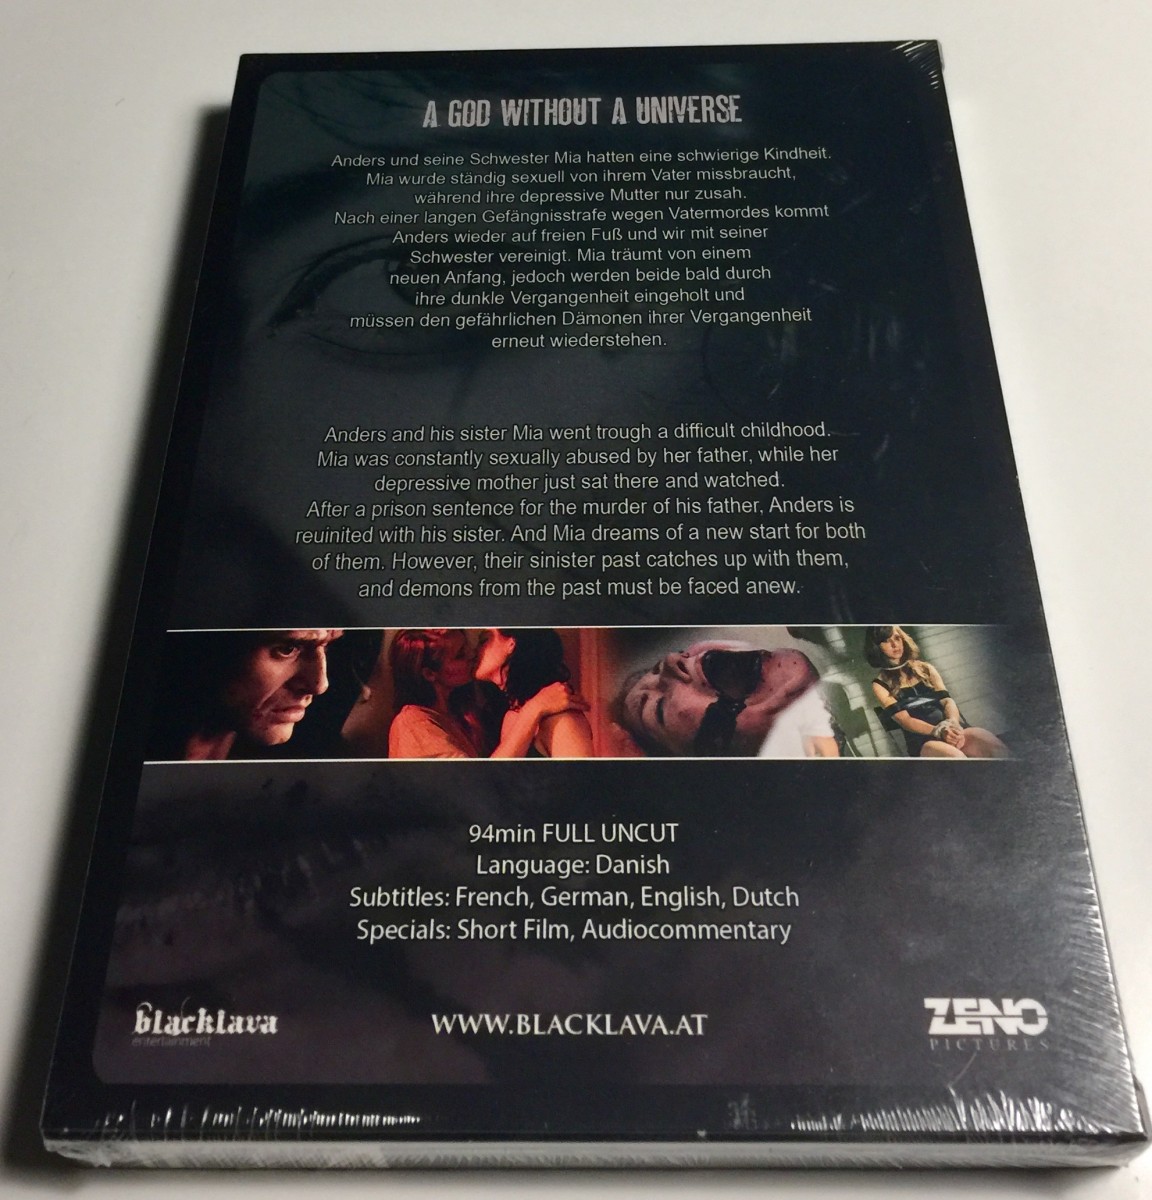 A GOD WITHOUT A UNIVERSE
Anders und seine Schwester Mia hatten eine schwierige Kindheit.
Mia wurde ständig sexuell von ihrem Vater missbraucht,
während ihre depressive Mutter nur zusah.
Nach einer langen Gefängnisstrafe wegen Vatermordes kommt
Anders wieder auf freien Fuß und wir mit seiner
Schwester vereinigt. Mia träumt von einem
neuen Anfang, jedoch werden beide bald durch
ihre dunkle Vergangenheit eingeholt und
müssen den gefährlichen Dämonen ihrer Vergangenheit
erneut wiederstehen.
Anders and his sister Mia went trough a difficult childhood.
Mia was constantly sexually abused by her father, while her
depressive mother just sat there and watched.
After a prison sentence for the murder of his father, Anders is
reuinited with his sister. And Mia dreams of a new start for both
of them. However, their sinister past catches up with them,
and demons from the past must be faced anew.
94min FULL UNCUT
Language: Danish
Subtitles: French, German, English, Dutch
Specials: Short Film, Audiocommentary
blacklava
entertainment
WWW.BLACKLAVA.AT
ZENO
PICTURES